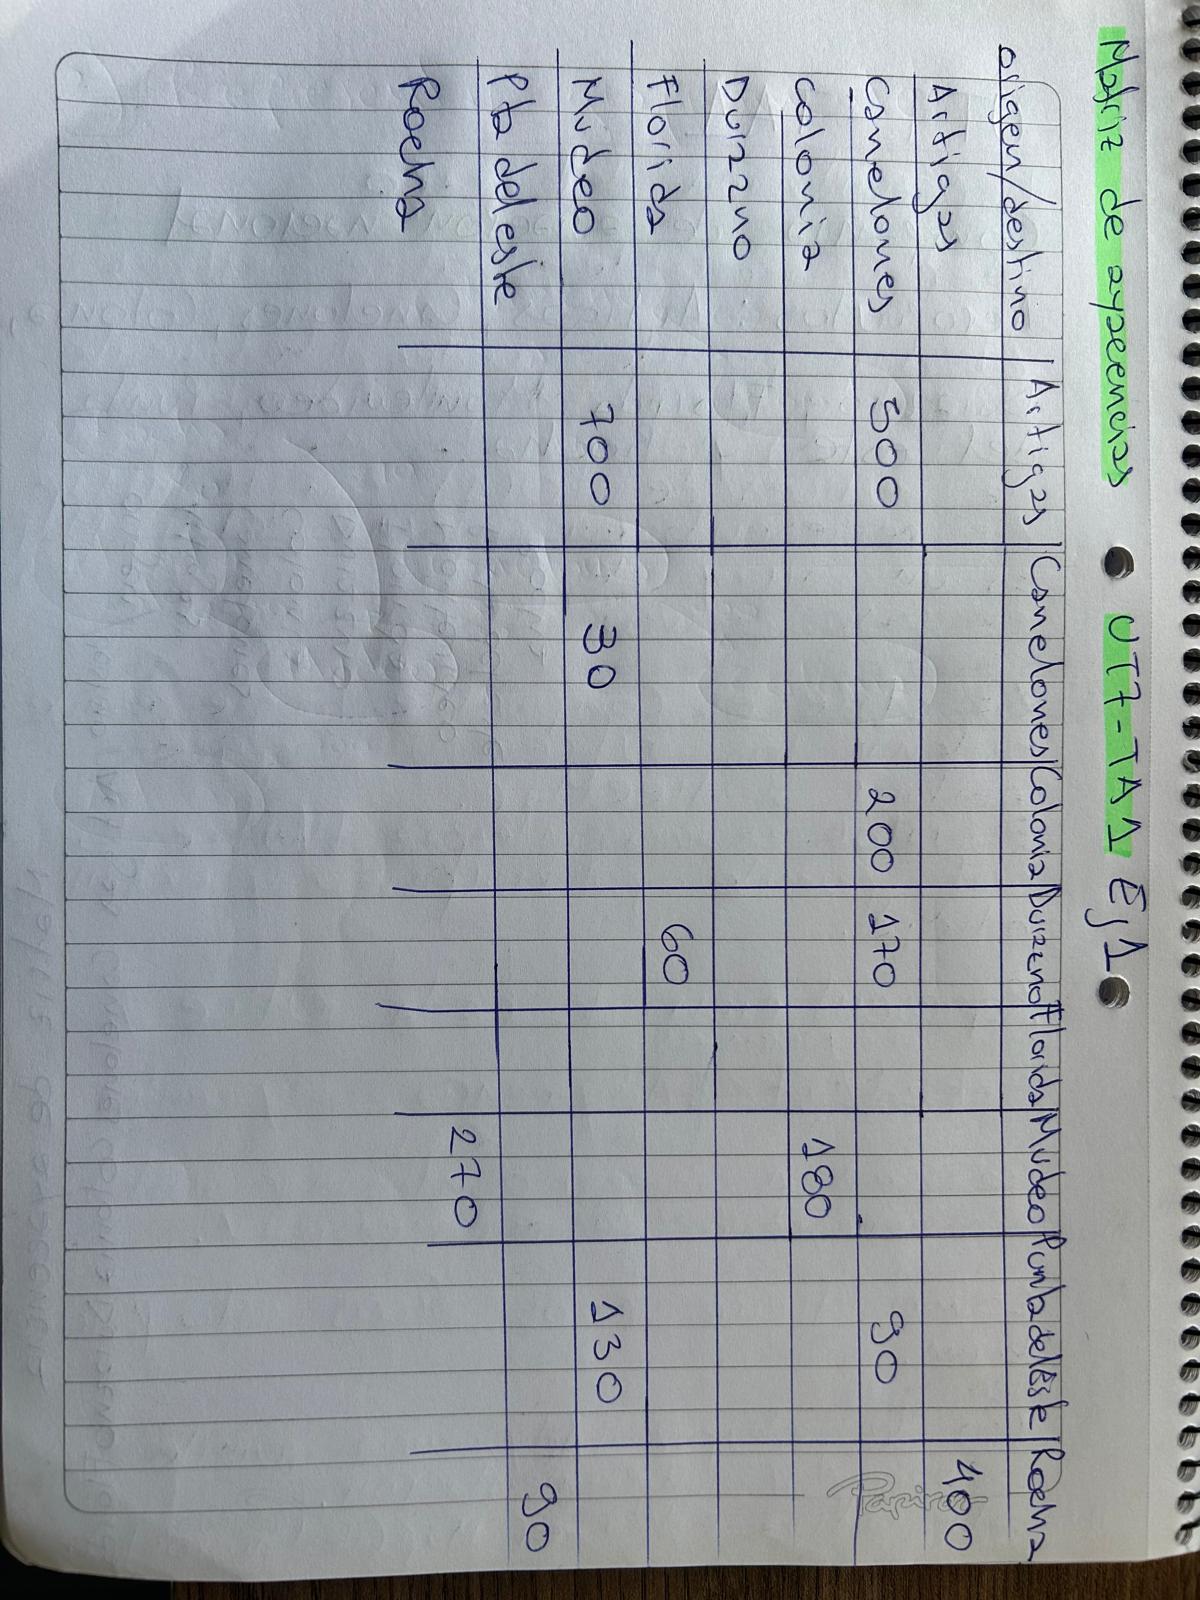 Matriz de ayacencias • UT7-TA1 Ej1 •
origen/destino | Artigas | Canelones | Colonia | Durazno | Florida | Mvdeo | Punta del Este | Rocha
Artigas 400
Canelones 500 200 170 90
Colonia 180
Durazno
Florida 60
Mvdeo 700 30 130
Pta del este 90
Rocha 270
Papiros